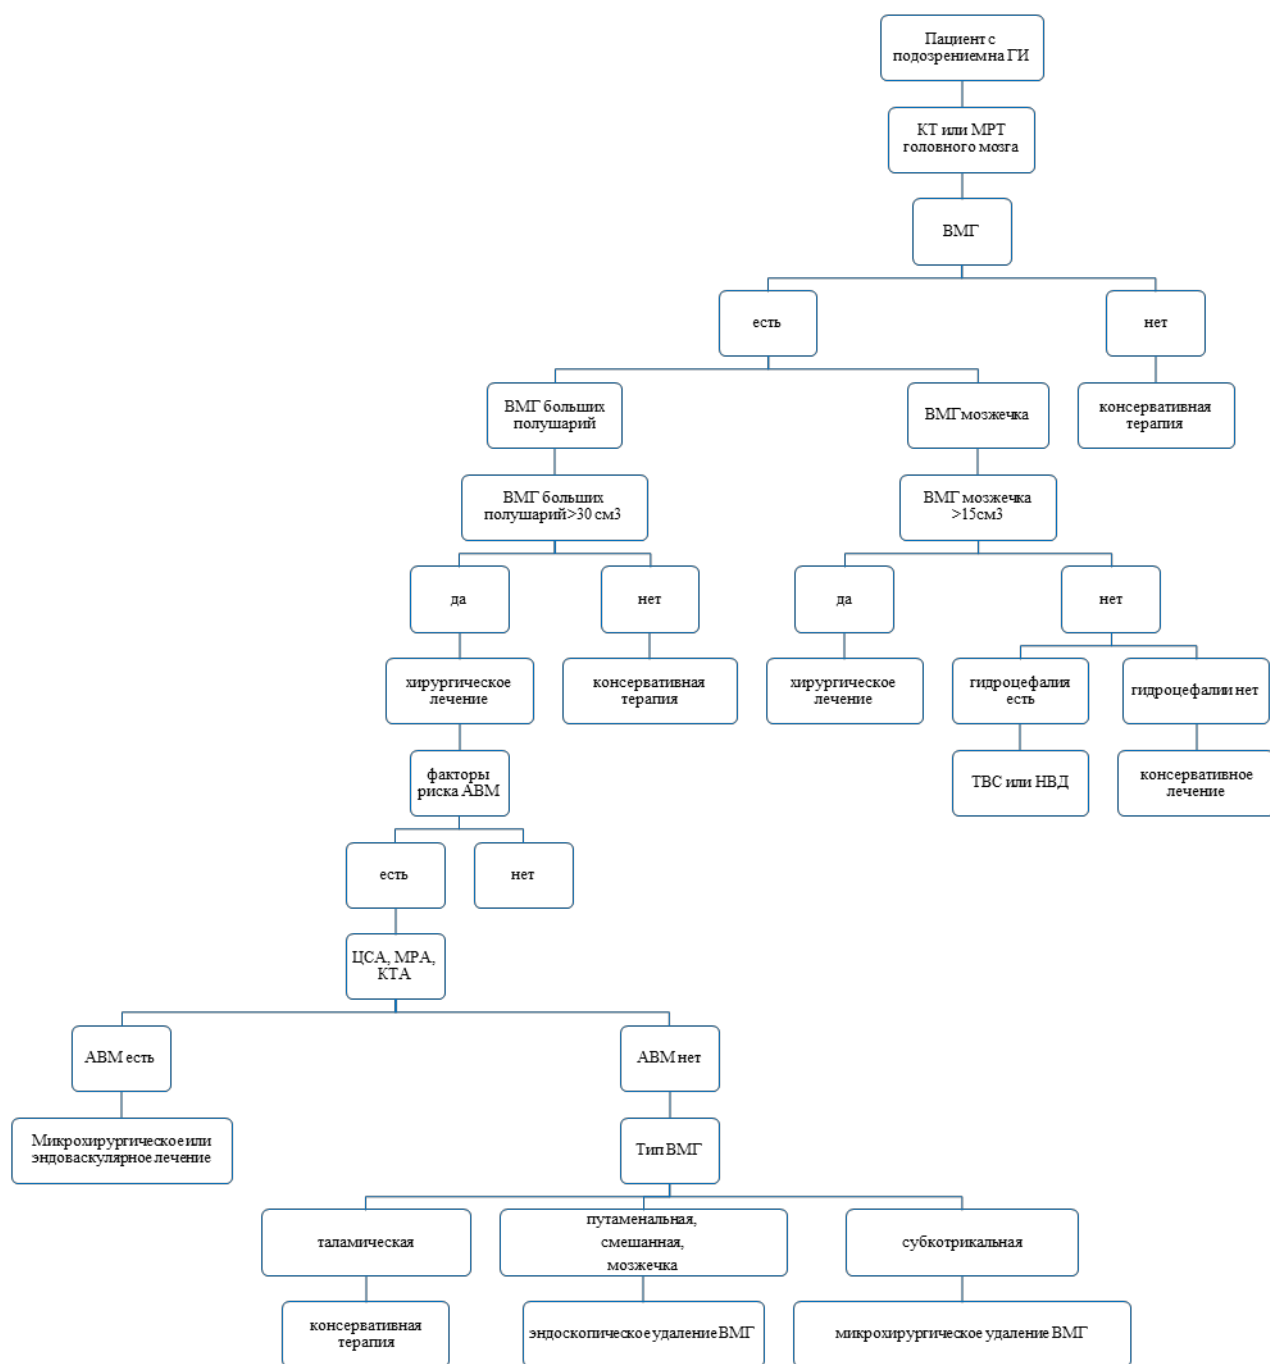 Пациент с
подозрениемна ГИ
КТ или МРТ
головного мозга
ВМГ
есть
нет
ВМГ больших
полушарий
ВМГмозжечка
консервативная
терапия
ВМГ больших
полушарий>30 см3
ВМГ мозжечка
>15см3
да
нет
да
нет
хирургическое
лечение
консервативная
терапия
хирургическое
лечение
гидроцефалия
есть
гидроцефалии нет
факторы
риска АВМ
ТВС или НВД
консервативное
лечение
есть
нет
ЦСА, МРА,
КТА
АВМ есть
АВМ нет
Микрохирургическое или
эндоваскулярное лечение
Тип ВМГ
таламическая
путаменальная,
смешанная,
мозжечка
субкотрикальная
консервативная
терапия
эндоскопическое удаление ВМГ
микрохирургическое удаление ВМГ